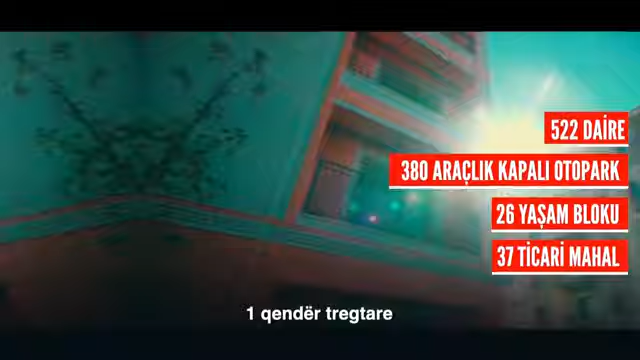 522 DAİRE
380 ARAÇLIK KAPALI OTOPARK
26 YAŞAM BLOKU
37 TİCARİ MAHAL
1 qendër tregtare